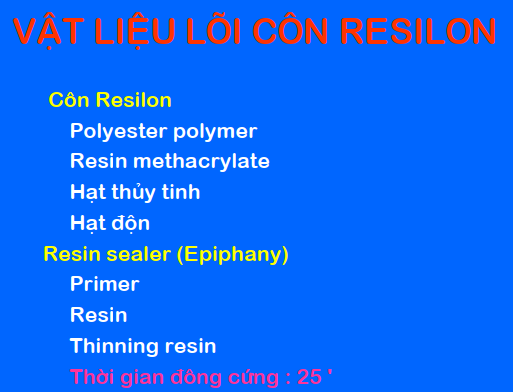 VẬT LIỆU LÕI CÔN RESILON
Côn Resilon
Polyester polymer
Resin methacrylate
Hạt thủy tinh
Hạt độn
Resin sealer (Epiphany)
Primer
Resin
Thinning resin
Thời gian đông cứng : 25 '